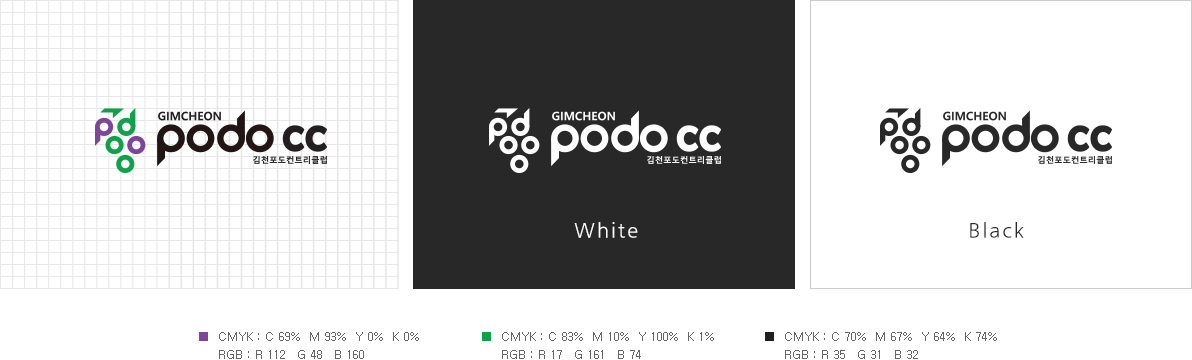 GIMCHEON
podo cc
김천포도컨트리클럽
GIMCHEON
podo cc
김천포도컨트리클럽
White
GIMCHEON
podo cc
김천포도컨트리클럽
Black
CMYK : C 69% M 93% Y 0% K 0%
RGB : R 112 G 48 B 160
CMYK : C 83% M 10% Y 100% K 1%
RGB : R 17 G 161 B 74
CMYK : C 70% M 67% Y 64% K 74%
RGB : R 35 G 31 B 32